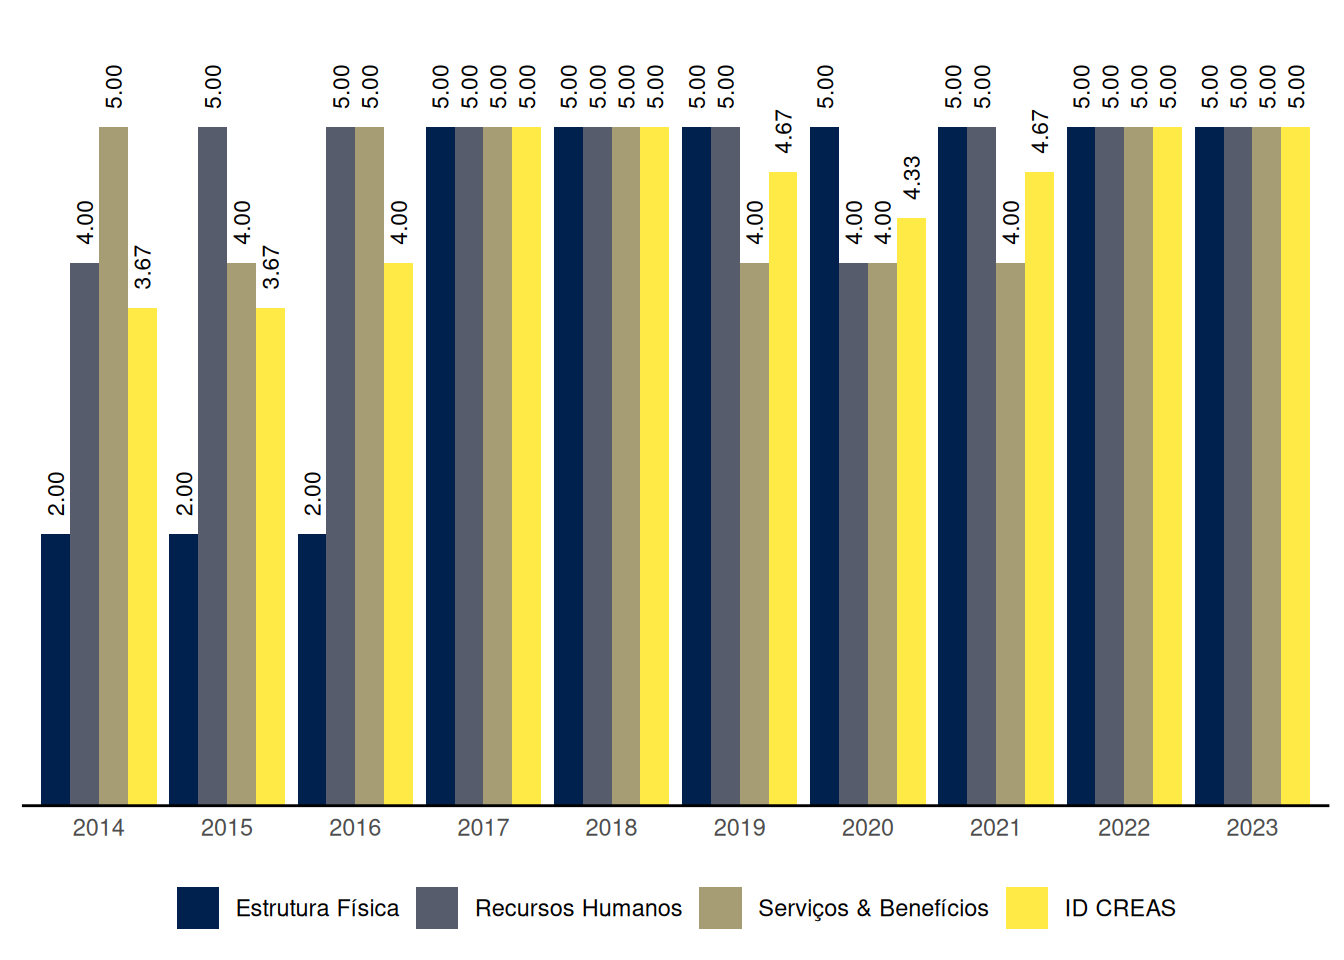 2.00 4.00 5.00 3.67 2.00 5.00 4.00 3.67 2.00 5.00 5.00 4.00 5.00 5.00 5.00 5.00 5.00 5.00 5.00 5.00 5.00 5.00 4.00 4.67 5.00 4.00 4.00 4.33 5.00 5.00 4.00 4.67 5.00 5.00 5.00 5.00 5.00 5.00 5.00 5.00
2014 2015 2016 2017 2018 2019 2020 2021 2022 2023
Estrutura Física Recursos Humanos Serviços & Benefícios ID CREAS